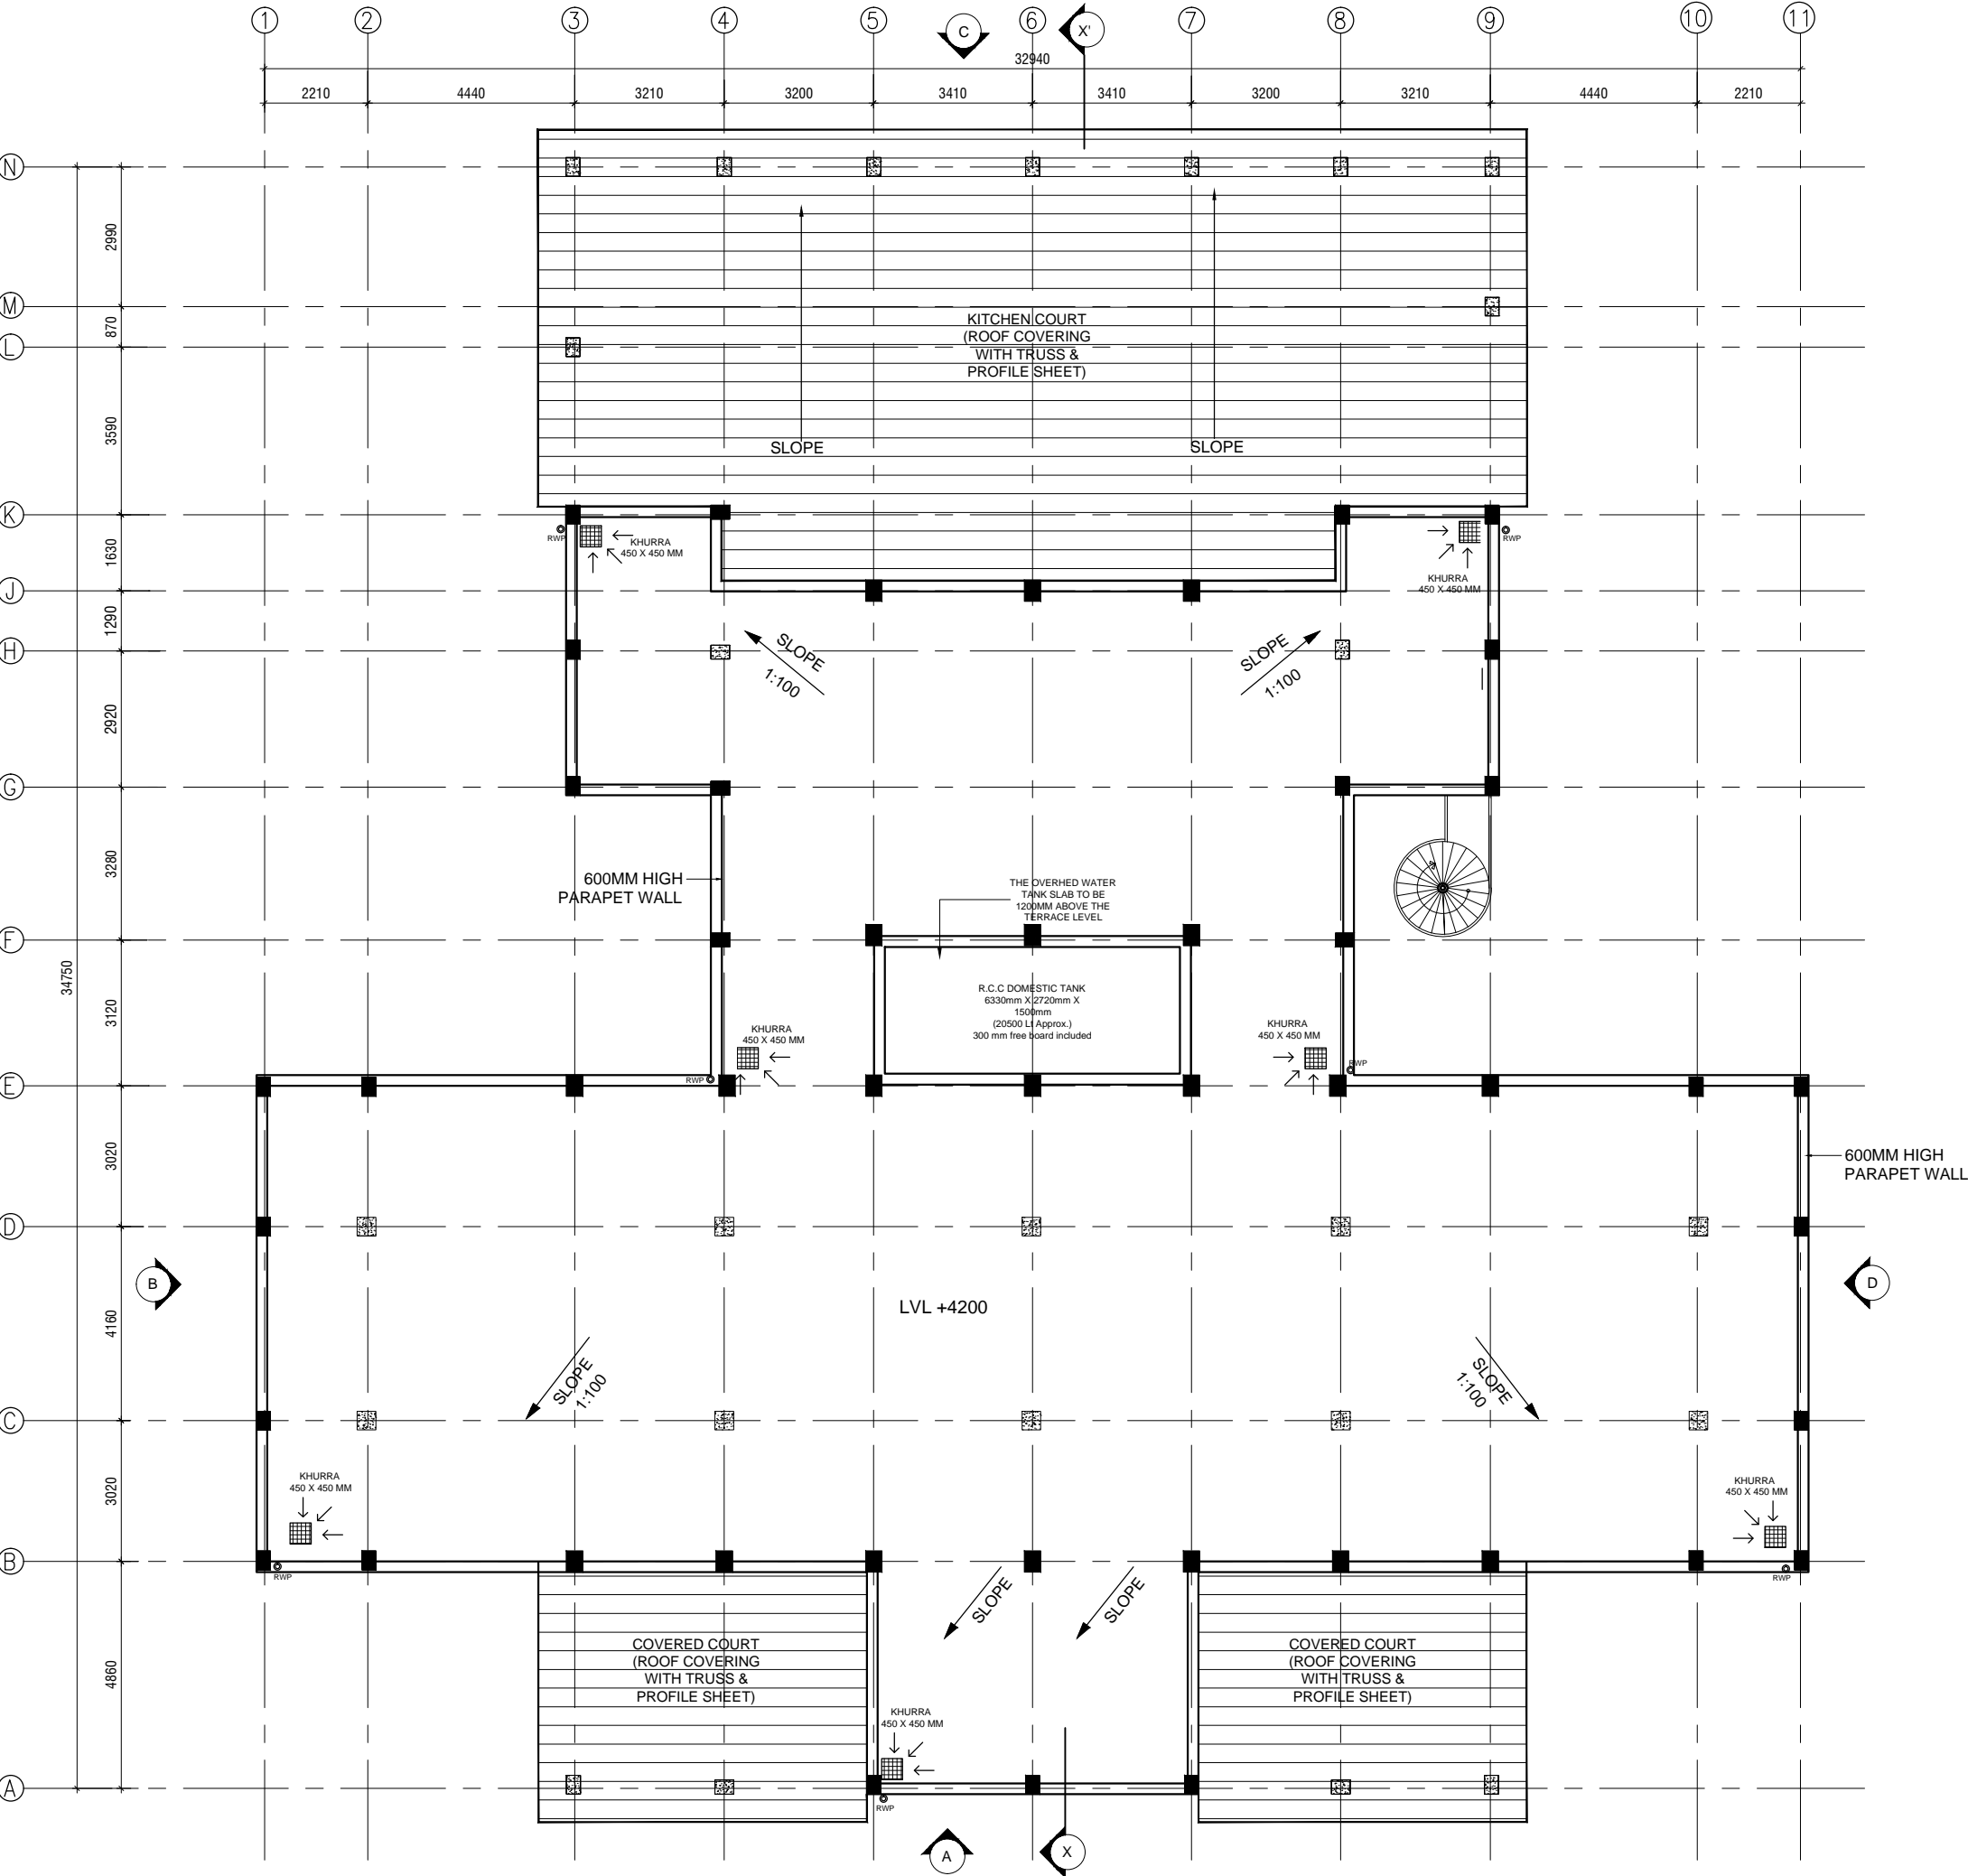 1 2 3 4 5 6 7 8 9 10 11
C X'
32940
2210 4440 3210 3200 3410 3410 3200 3210 4440 2210
N
2990
M
870
L
KITCHEN COURT
(ROOF COVERING
WITH TRUSS &
PROFILE SHEET)
3590
SLOPE SLOPE
K
RWP
KHURRA
450 X 450 MM
RWP
KHURRA
450 X 450 MM
1630
J
1290
H
SLOPE
1:100
SLOPE
1:100
2920
G
3280
600MM HIGH
PARAPET WALL
THE OVERHED WATER
TANK SLAB TO BE
1200MM ABOVE THE
TERRACE LEVEL
F
34750
3120
R.C.C DOMESTIC TANK
6330mm X 2720mm X
1500mm
(20500 Lt Approx.)
300 mm free board included
KHURRA
450 X 450 MM
KHURRA
450 X 450 MM
RWP
RWP
E
3020
600MM HIGH
PARAPET WALL
D
B
D
4160
LVL +4200
SLOPE
1:100
SLOPE
1:100
C
3020
KHURRA
450 X 450 MM
KHURRA
450 X 450 MM
B
RWP
RWP
SLOPE SLOPE
4860
COVERED COURT
(ROOF COVERING
WITH TRUSS &
PROFILE SHEET)
COVERED COURT
(ROOF COVERING
WITH TRUSS &
PROFILE SHEET)
KHURRA
450 X 450 MM
A
RWP
A X